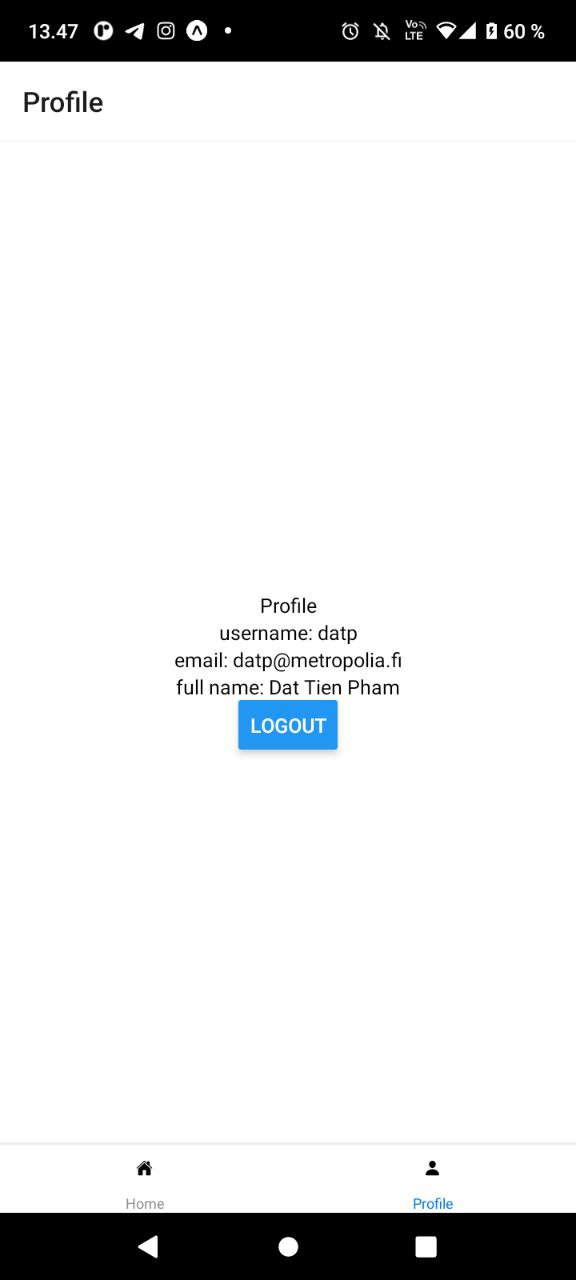 13.47
Vo
LTE
60 %
Profile
Profile
username: datp
email: datp@metropolia.fi
full name: Dat Tien Pham
LOGOUT
Home
Profile